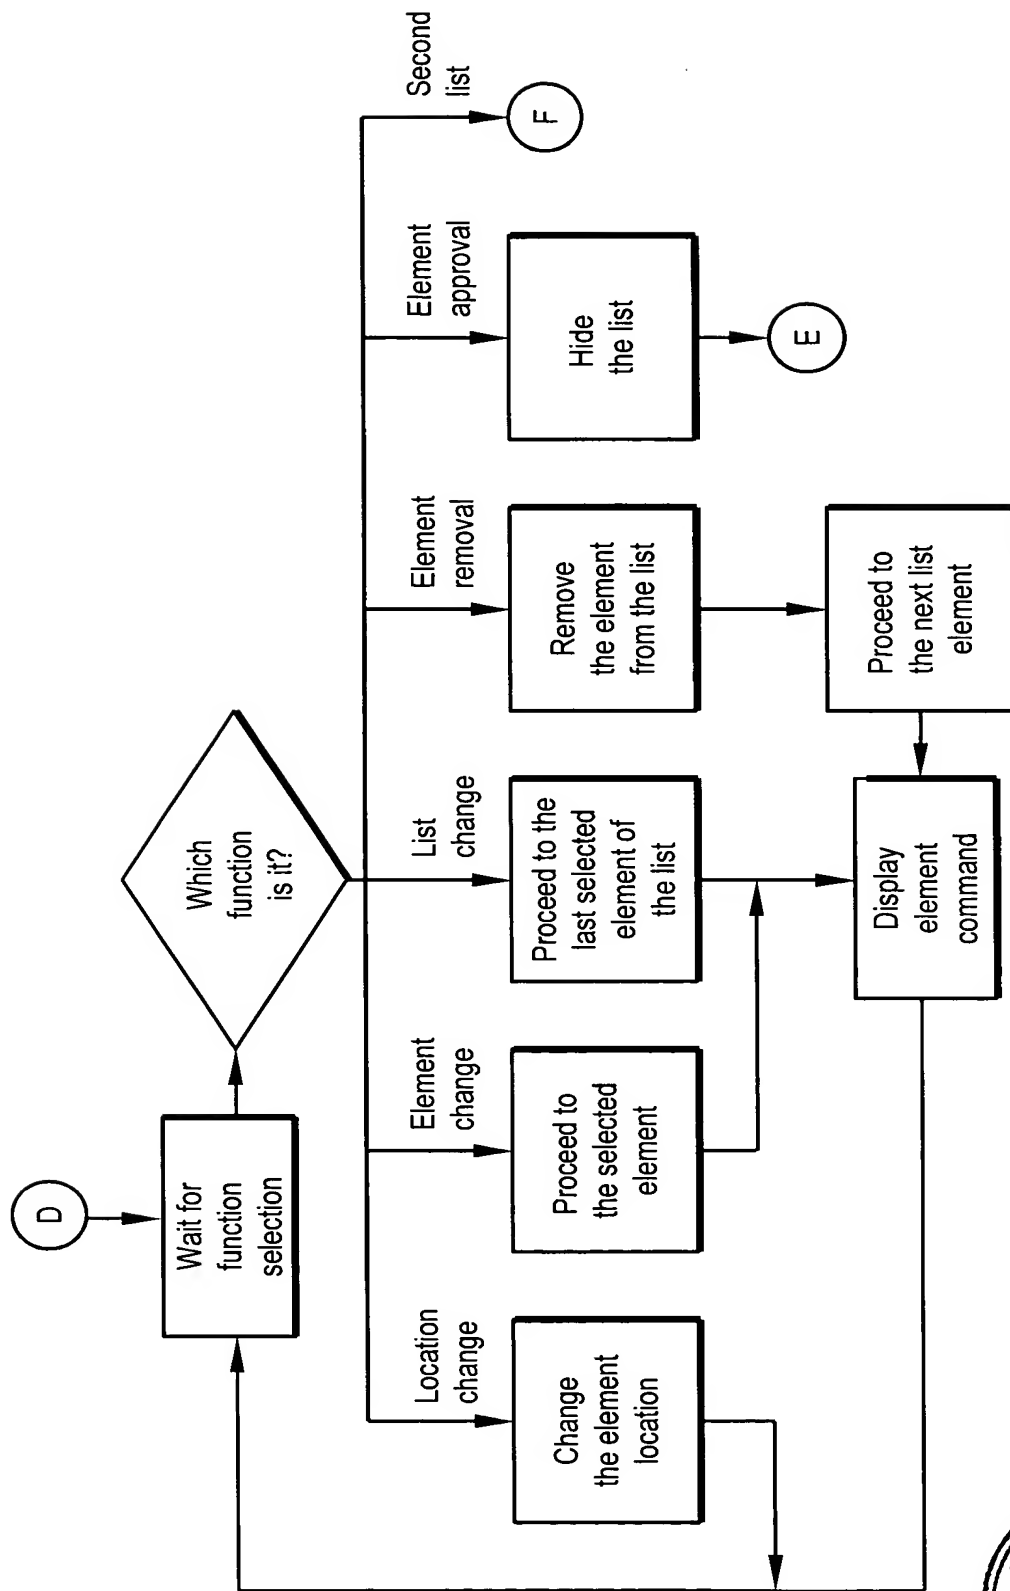 D
Wait for
function
selection
Which
function
is it?
Location
change
Element
change
List
change
Element
removal
Element
approval
Second
list
Change
the element
location
Proceed to
the selected
element
Proceed to the
last selected
element of
the list
Remove
the element
from the list
Hide
the list
F
Display
element
command
Proceed to
the next list
element
E